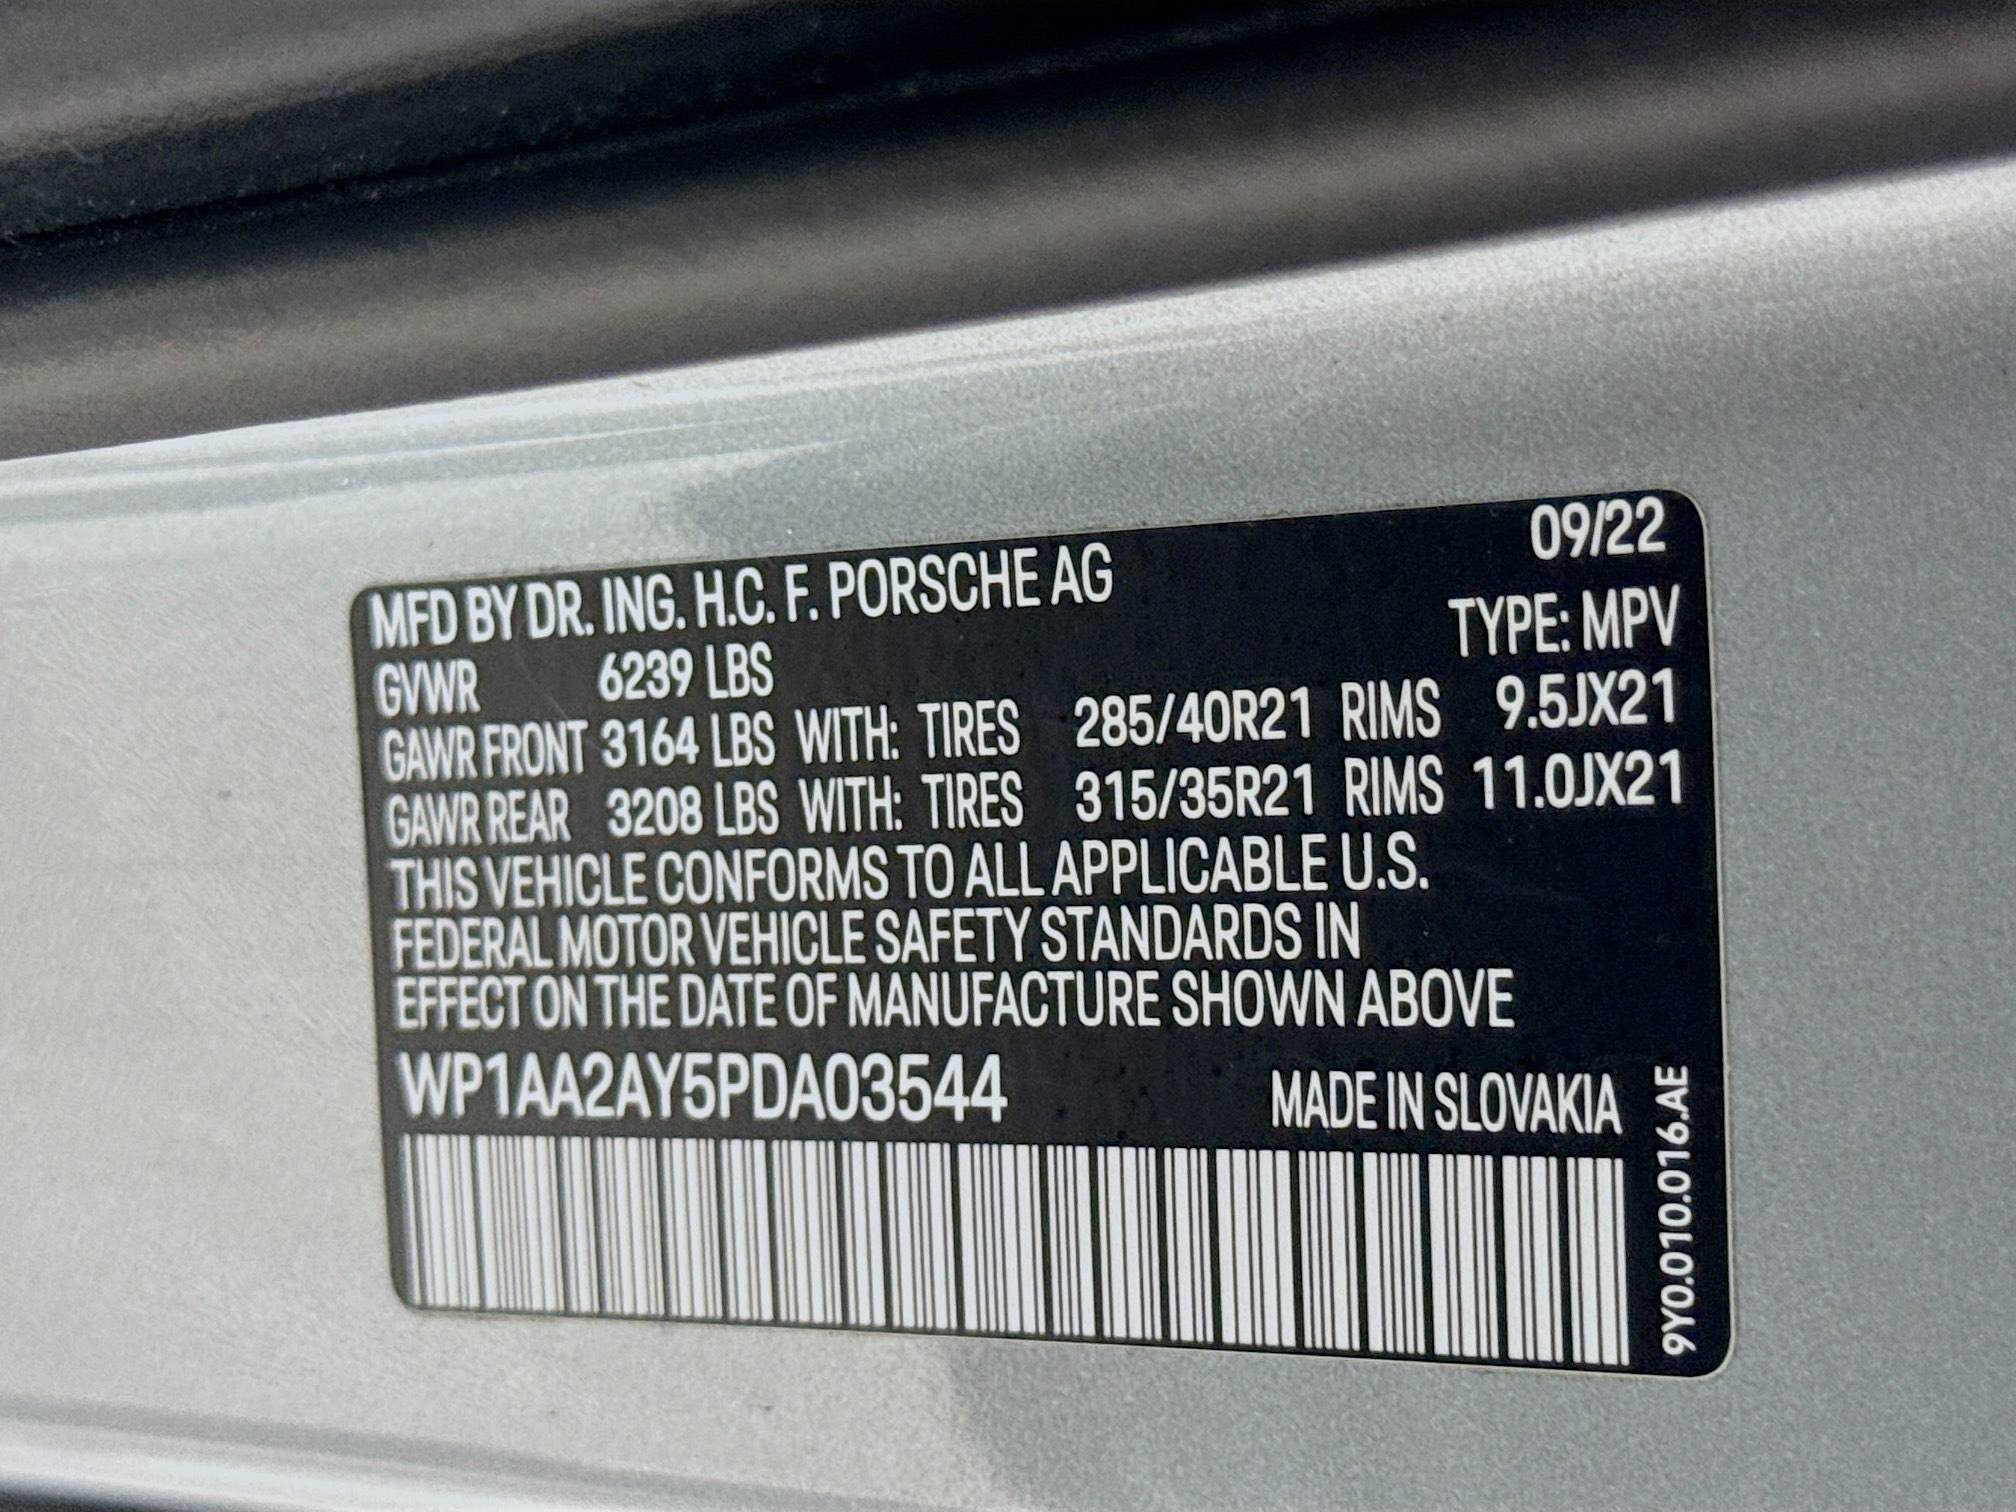 09/22
MFD BY DR. ING. H.C. F. PORSCHE AG
TYPE: MPV
GVWR 6239 LBS
GAWR FRONT 3164 LBS WITH: TIRES 285/40R21 RIMS 9.5JX21
GAWR REAR 3208 LBS WITH: TIRES 315/35R21 RIMS 11.0JX21
THIS VEHICLE CONFORMS TO ALL APPLICABLE U.S.
FEDERAL MOTOR VEHICLE SAFETY STANDARDS IN
EFFECT ON THE DATE OF MANUFACTURE SHOWN ABOVE
WP1AA2AY5PDA03544 MADE IN SLOVAKIA
9Y0.010.016.AE